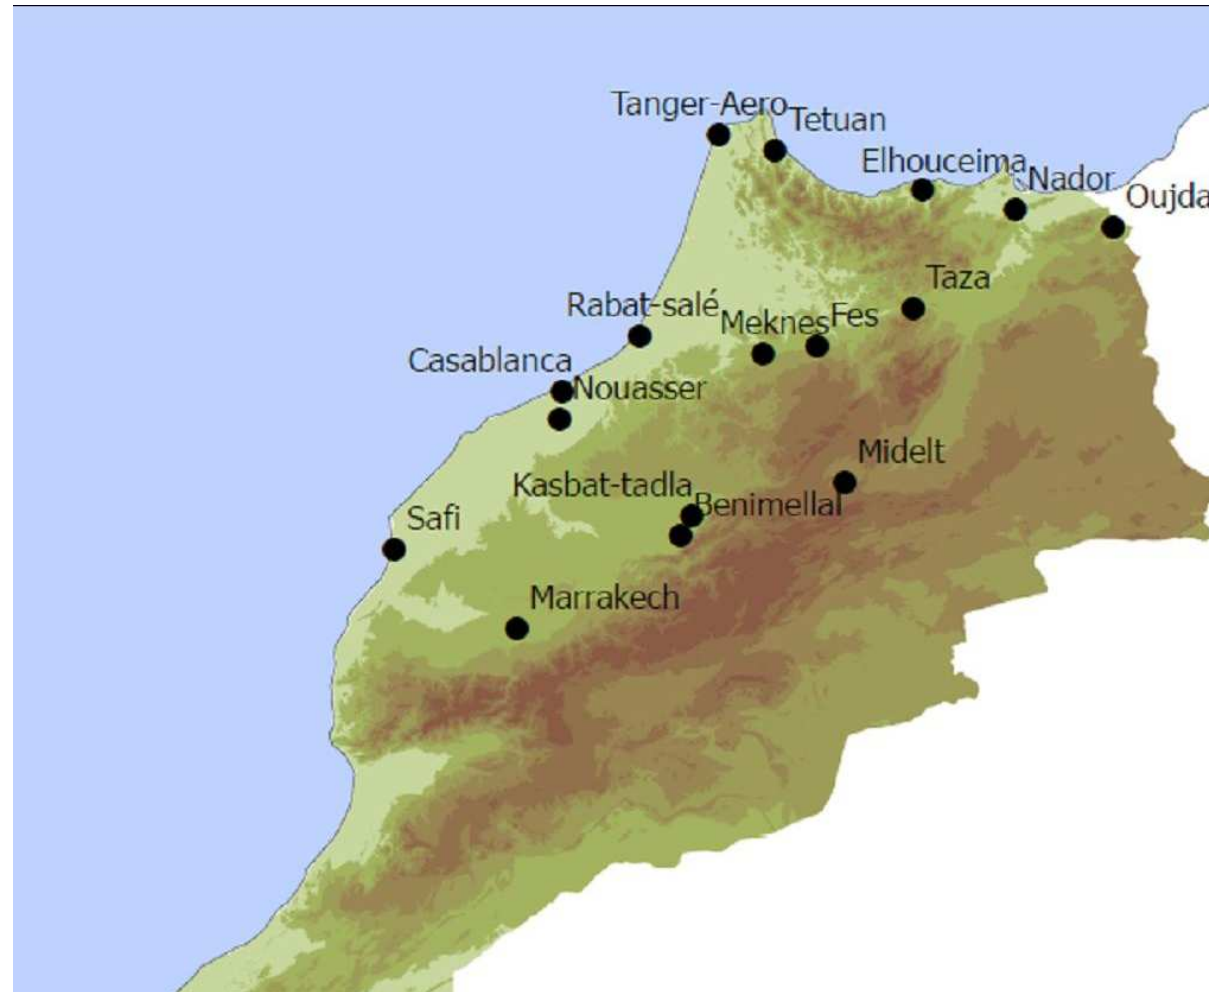 Tanger-Aero
Tetuan
Elhouceima
Nador
Oujda
Taza
Rabat-salé
Meknes
Fes
Casablanca
Nouasser
Midelt
Kasbat-tadla
Benimellal
Safi
Marrakech